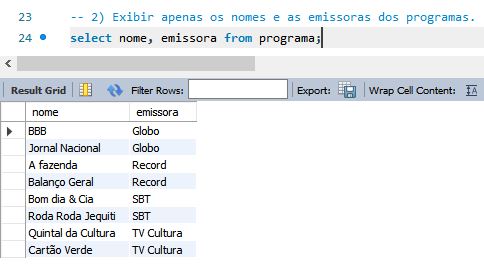 23 -- 2) Exibir apenas os nomes e as emissoras dos programas.
24 select nome, emissora from programa;
Result Grid Filter Rows: Export: Wrap Cell Content:
nome emissora
BBB Globo
Jornal Nacional Globo
A fazenda Record
Balanço Geral Record
Bom dia & Cia SBT
Roda Roda Jequiti SBT
Quintal da Cultura TV Cultura
Cartão Verde TV Cultura